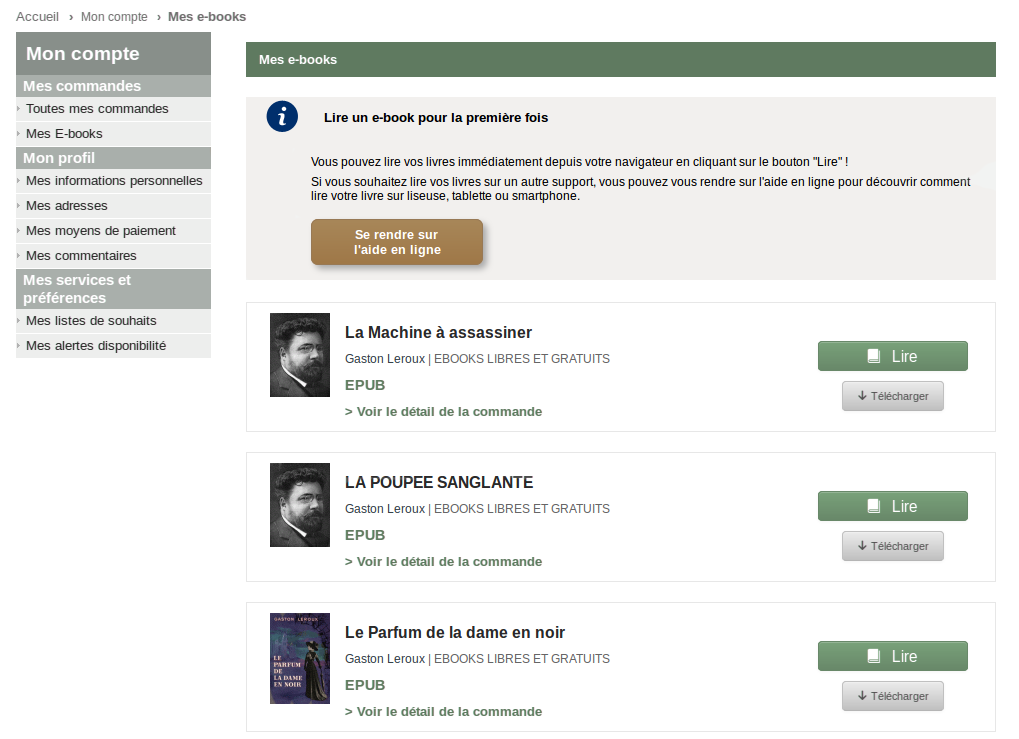 Accueil › Mon compte › Mes e-books
Mon compte
Mes commandes
Toutes mes commandes
Mes E-books
Mon profil
Mes informations personnelles
Mes adresses
Mes moyens de paiement
Mes commentaires
Mes services et
préférences
Mes listes de souhaits
Mes alertes disponibilité
Mes e-books
Lire un e-book pour la première fois
Vous pouvez lire vos livres immédiatement depuis votre navigateur en cliquant sur le bouton "Lire" !
Si vous souhaitez lire vos livres sur un autre support, vous pouvez vous rendre sur l'aide en ligne pour découvrir comment
lire votre livre sur liseuse, tablette ou smartphone.
Se rendre sur
l'aide en ligne
La Machine à assassiner
Gaston Leroux | EBOOKS LIBRES ET GRATUITS
EPUB
> Voir le détail de la commande
Lire
Télécharger
LA POUPEE SANGLANTE
Gaston Leroux | EBOOKS LIBRES ET GRATUITS
EPUB
> Voir le détail de la commande
Lire
Télécharger
GASTON LEROUX
LE
PARFUM
DE
LA DAME
EN NOIR
Le Parfum de la dame en noir
Gaston Leroux | EBOOKS LIBRES ET GRATUITS
EPUB
> Voir le détail de la commande
Lire
Télécharger